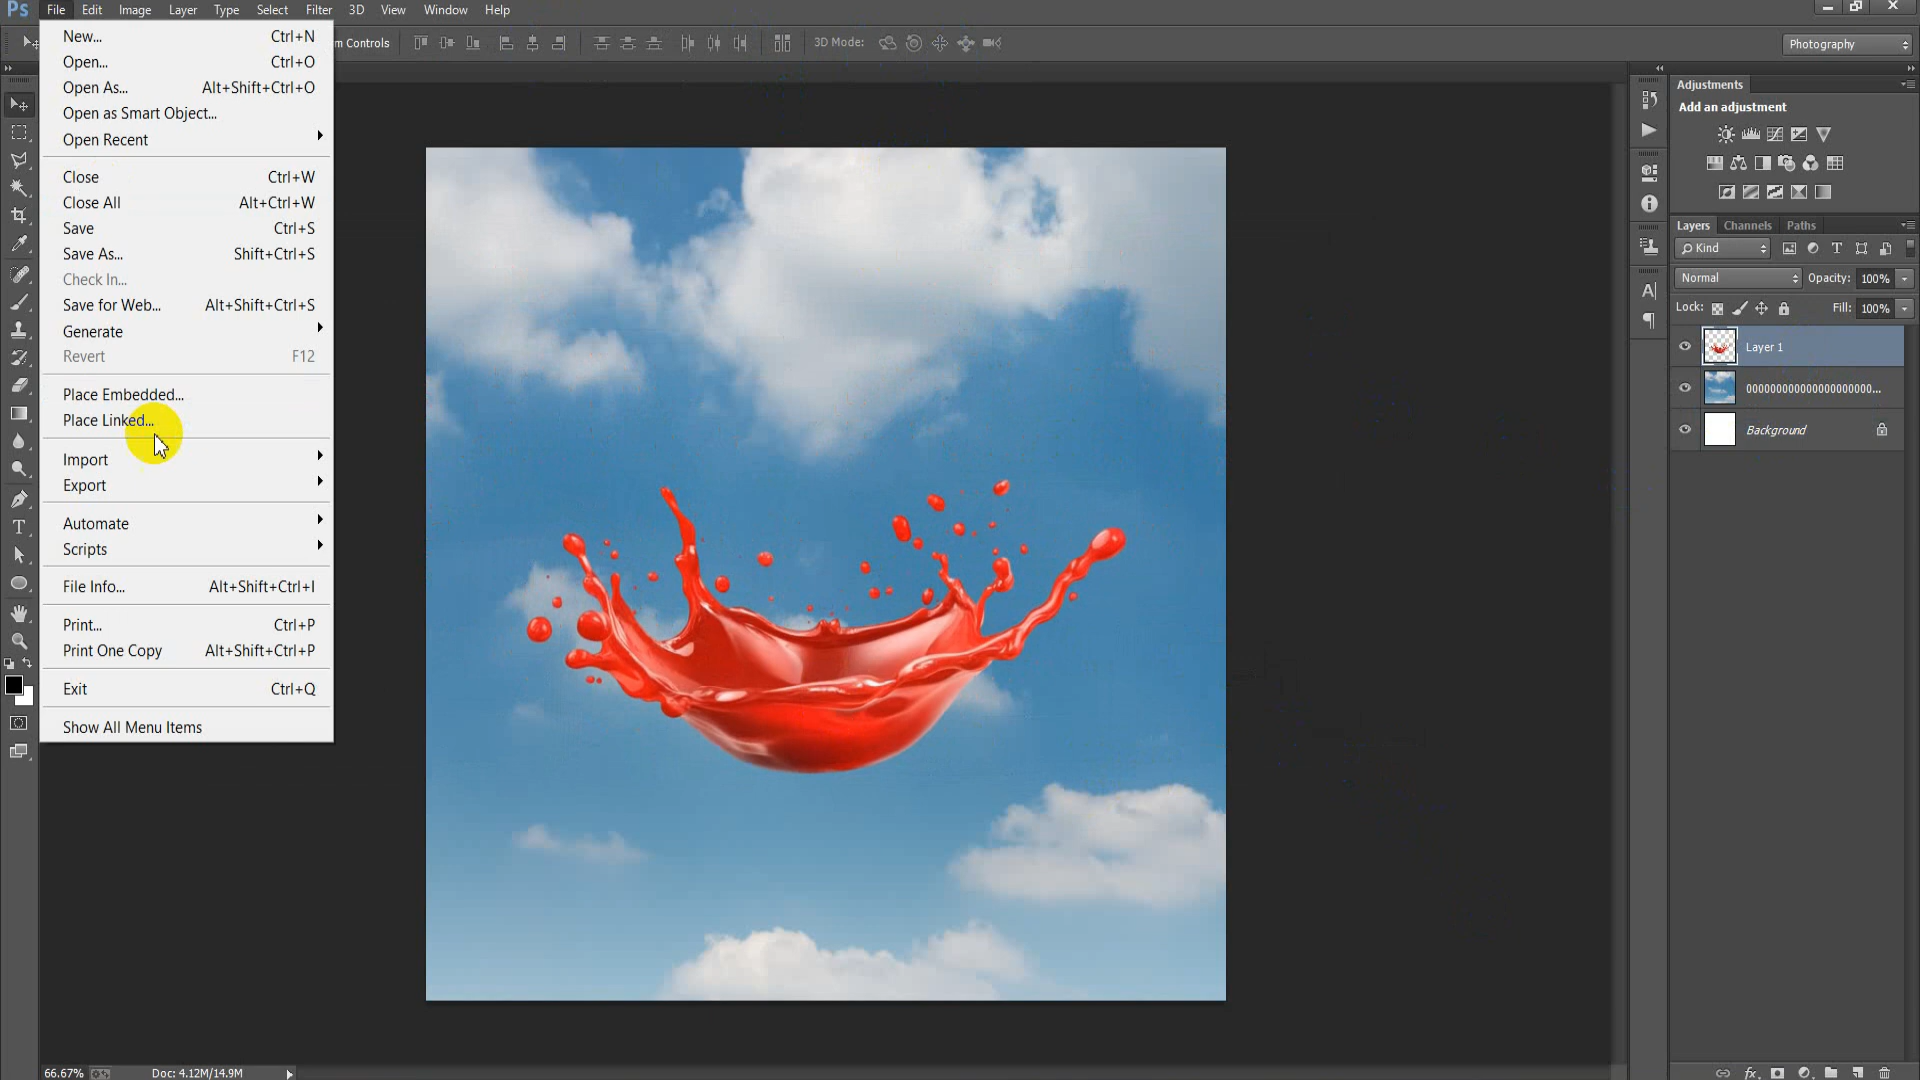 Ps File Edit Image Layer Type Select Filter 3D View Window Help
m Controls 3D Mode: Photography
New... Ctrl+N
Open... Ctrl+O
Open As... Alt+Shift+Ctrl+O
Open as Smart Object...
Open Recent
Close Ctrl+W
Close All Alt+Ctrl+W
Save Ctrl+S
Save As... Shift+Ctrl+S
Check In...
Save for Web... Alt+Shift+Ctrl+S
Generate
Revert F12
Place Embedded...
Place Linked...
Import
Export
Automate
Scripts
File Info... Alt+Shift+Ctrl+I
Print... Ctrl+P
Print One Copy Alt+Shift+Ctrl+P
Exit Ctrl+Q
Show All Menu Items
Adjustments
Add an adjustment
Layers Channels Paths
Kind
Normal Opacity: 100%
Lock: Fill: 100%
Layer 1
Background
66.67% Doc: 4.12M/14.9M